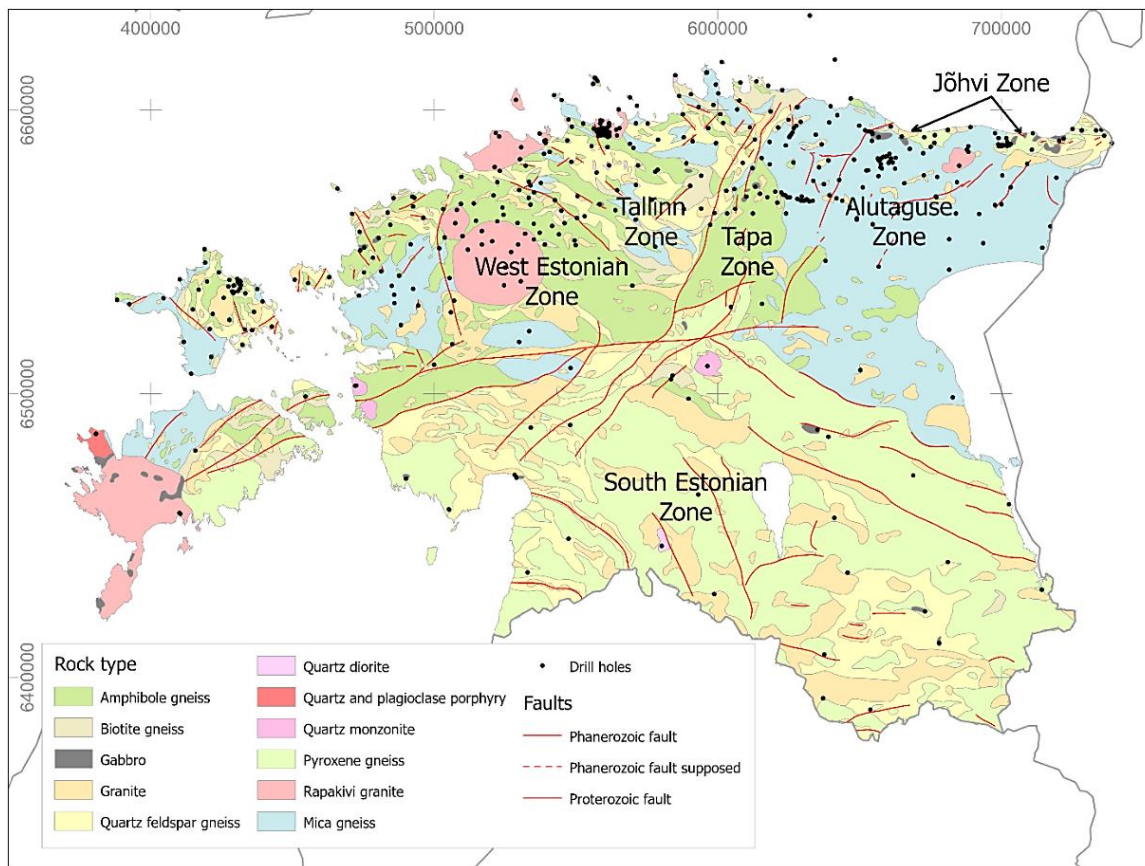 400000
500000
600000
700000
6600000
6500000
6400000
Jõhvi Zone
Tallinn
Zone
Alutaguse
Zone
Tapa
Zone
West Estonian
Zone
South Estonian
Zone
Rock type
Amphibole gneiss
Biotite gneiss
Gabbro
Granite
Quartz feldspar gneiss
Quartz diorite
Quartz and plagioclase porphyry
Quartz monzonite
Pyroxene gneiss
Rapakivi granite
Mica gneiss
Drill holes
Faults
Phanerozoic fault
Phanerozoic fault supposed
Proterozoic fault